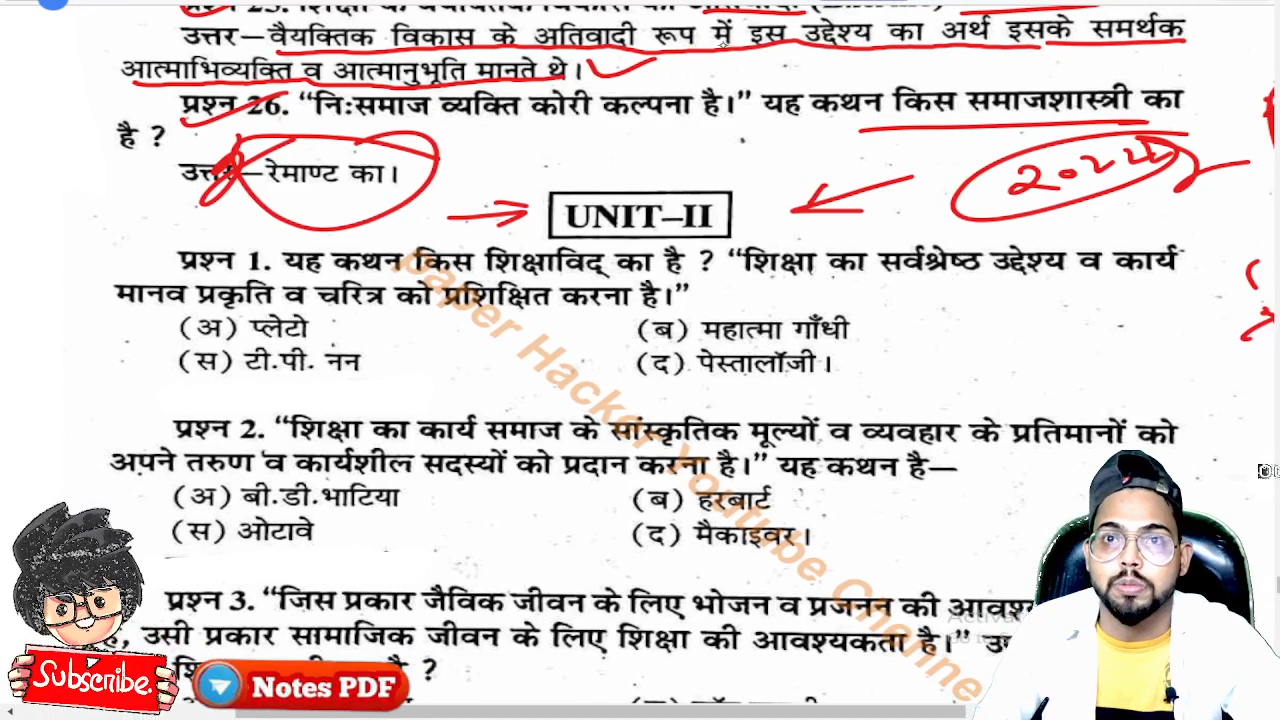 उत्तर–वैयक्तिक विकास के अतिवादी रूप में इस उद्देश्य का अर्थ इसके समर्थक
आत्माभिव्यक्ति व आत्मानुभूति मानते थे।
प्रश्न 26. “नि:समाज व्यक्ति कोरी कल्पना है।” यह कथन किस समाजशास्त्री का
है ?
उत्तर–रेमाण्ट का।
2022
UNIT–II
प्रश्न 1. यह कथन किस शिक्षाविद् का है ? “शिक्षा का सर्वश्रेष्ठ उद्देश्य व कार्य
मानव प्रकृति व चरित्र को प्रशिक्षित करना है।”
(अ) प्लेटो (ब) महात्मा गाँधी
(स) टी.पी. नन (द) पेस्तालॉजी।
प्रश्न 2. “शिक्षा का कार्य समाज के सांस्कृतिक मूल्यों व व्यवहार के प्रतिमानों को
अपने तरुण व कार्यशील सदस्यों को प्रदान करना है।” यह कथन है—
(अ) बी.डी.भाटिया (ब) हरबार्ट
(स) ओटावे (द) मैकाइवर।
प्रश्न 3. “जिस प्रकार जैविक जीवन के लिए भोजन व प्रजनन की
उसी प्रकार सामाजिक जीवन के लिए शिक्षा की आवश्यकता है।”
है ?
paper Hacker Youtube Chenne
Subscribe.
Notes PDF